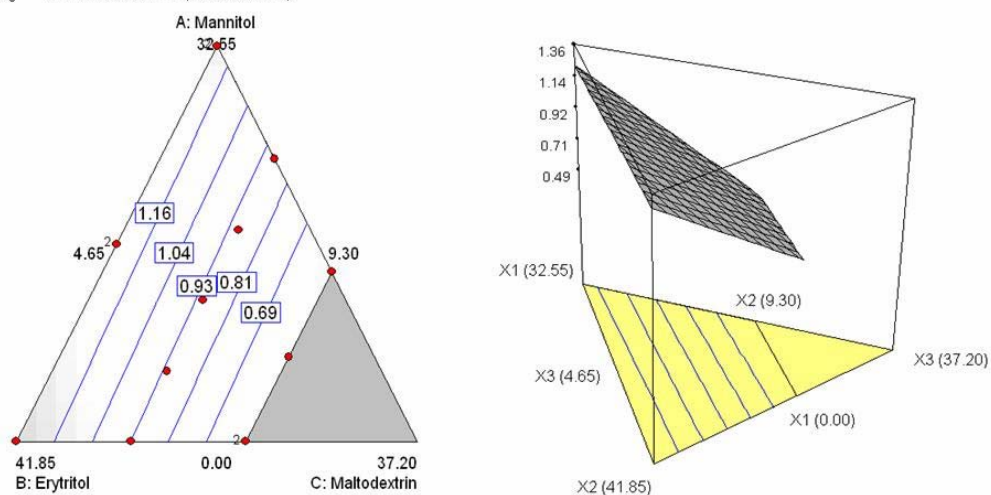 A: Mannitol
32.55
2
1.16
4.65
2
1.04
9.30
0.93
0.81
0.69
2
41.85
0.00
37.20
B: Erytritol
C: Maltodextrin
1.36
1.14
0.92
0.71
0.49
X1 (32.55)
X2 (9.30)
X3 (4.65)
X3 (37.20)
X1 (0.00)
X2 (41.85)